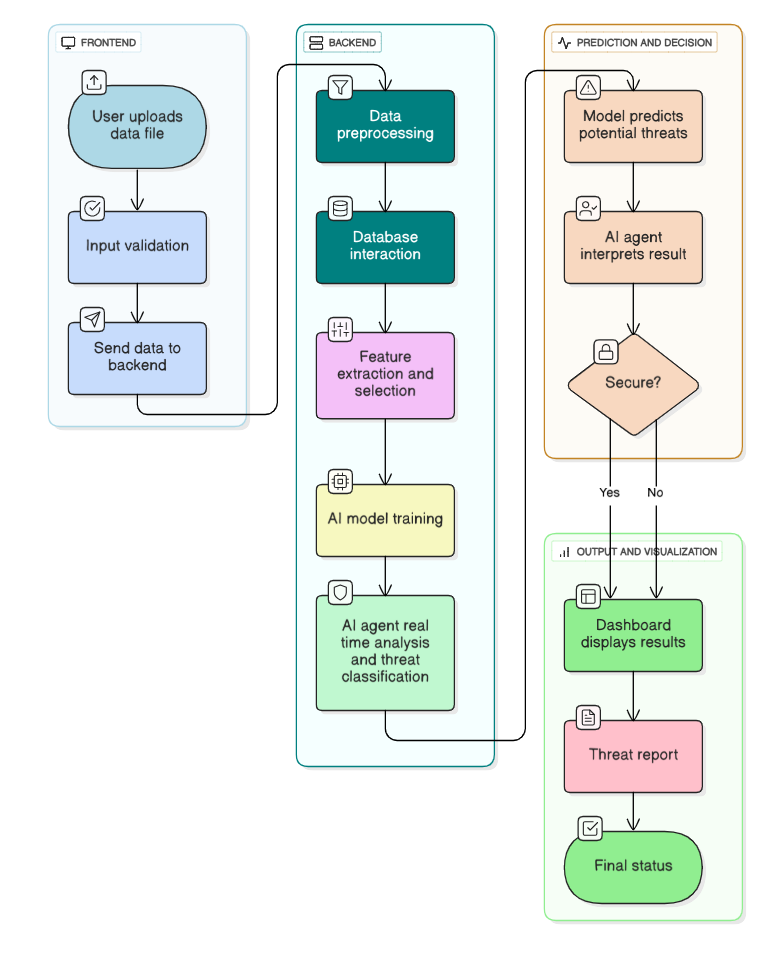 FRONTEND
User uploads
data file
Input validation
Send data to
backend
BACKEND
Data
preprocessing
Database
interaction
Feature
extraction and
selection
AI model training
AI agent real
time analysis
and threat
classification
PREDICTION AND DECISION
Model predicts
potential threats
AI agent
interprets result
Secure?
Yes
No
OUTPUT AND VISUALIZATION
Dashboard
displays results
Threat report
Final status